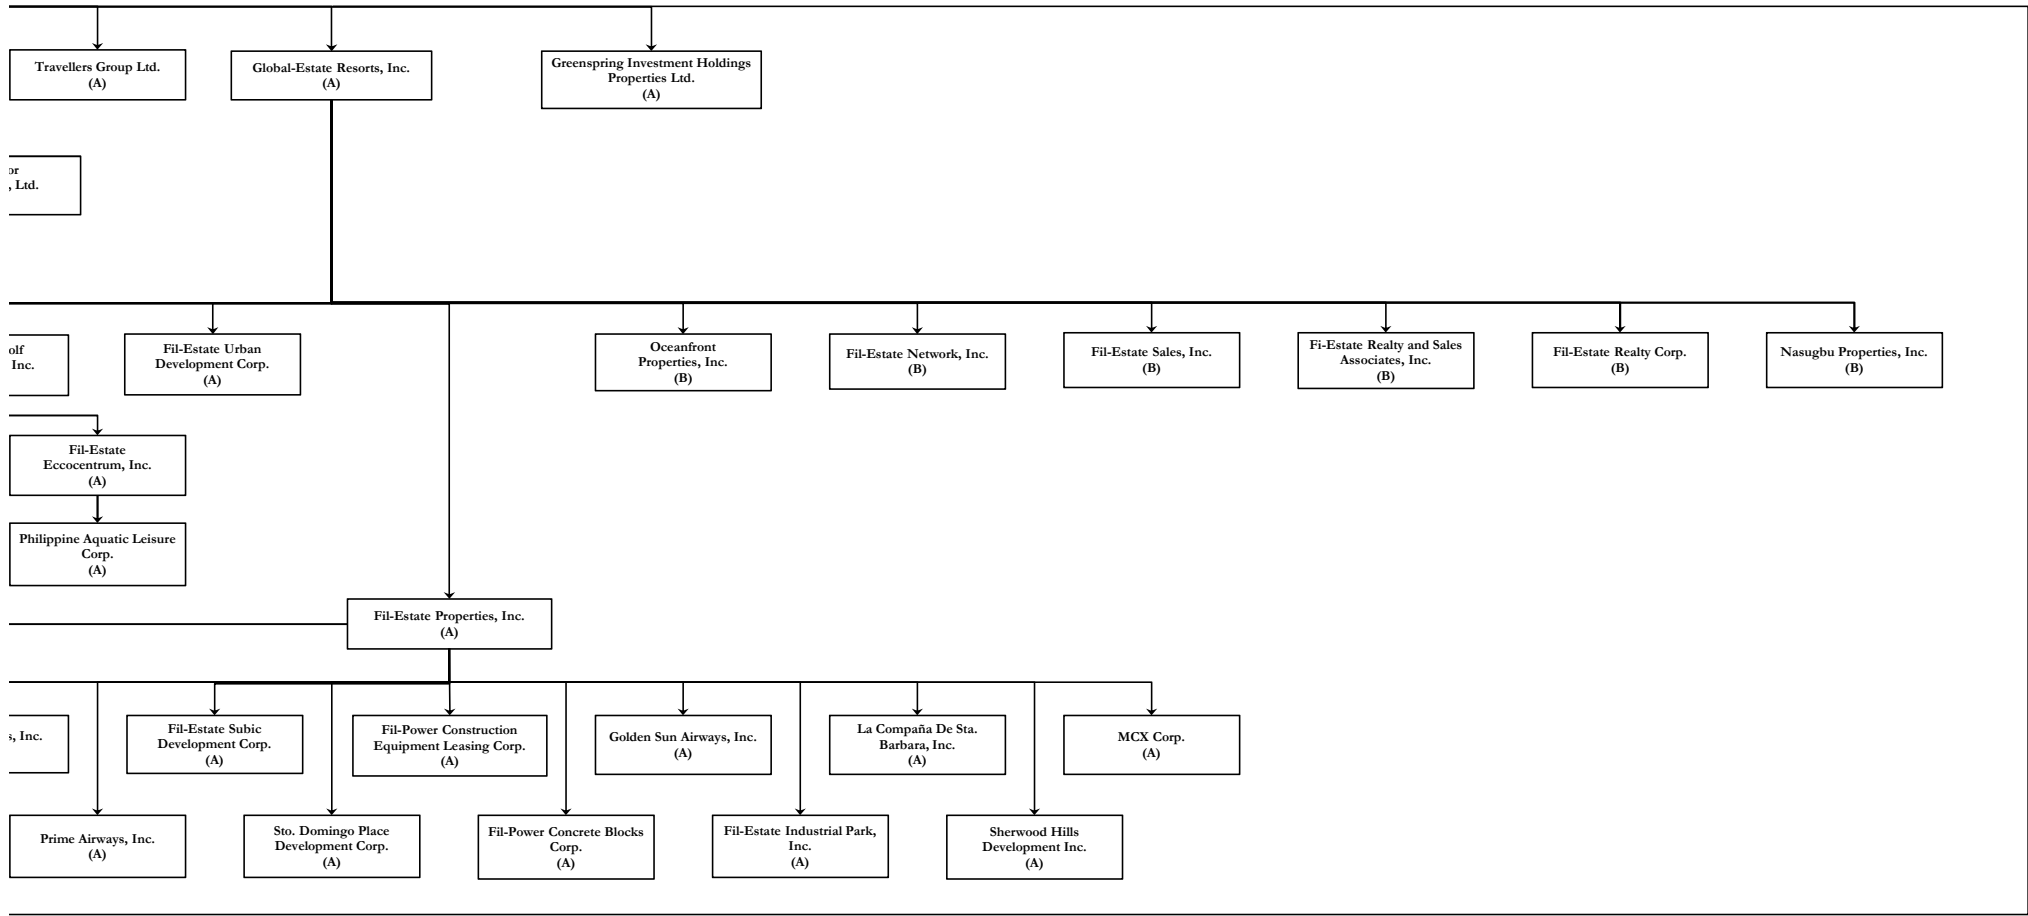 Travellers Group Ltd.
(A)
Global-Estate Resorts, Inc.
(A)
Greenspring Investment Holdings
Properties Ltd.
(A)
or
, Ltd.
olf
Inc.
Fil-Estate Urban
Development Corp.
(A)
Oceanfront
Properties, Inc.
(B)
Fil-Estate Network, Inc.
(B)
Fil-Estate Sales, Inc.
(B)
Fi-Estate Realty and Sales
Associates, Inc.
(B)
Fil-Estate Realty Corp.
(B)
Nasugbu Properties, Inc.
(B)
Fil-Estate
Eccocentrum, Inc.
(A)
Philippine Aquatic Leisure
Corp.
(A)
Fil-Estate Properties, Inc.
(A)
s, Inc.
Fil-Estate Subic
Development Corp.
(A)
Fil-Power Construction
Equipment Leasing Corp.
(A)
Golden Sun Airways, Inc.
(A)
La Compaña De Sta.
Barbara, Inc.
(A)
MCX Corp.
(A)
Prime Airways, Inc.
(A)
Sto. Domingo Place
Development Corp.
(A)
Fil-Power Concrete Blocks
Corp.
(A)
Fil-Estate Industrial Park,
Inc.
(A)
Sherwood Hills
Development Inc.
(A)